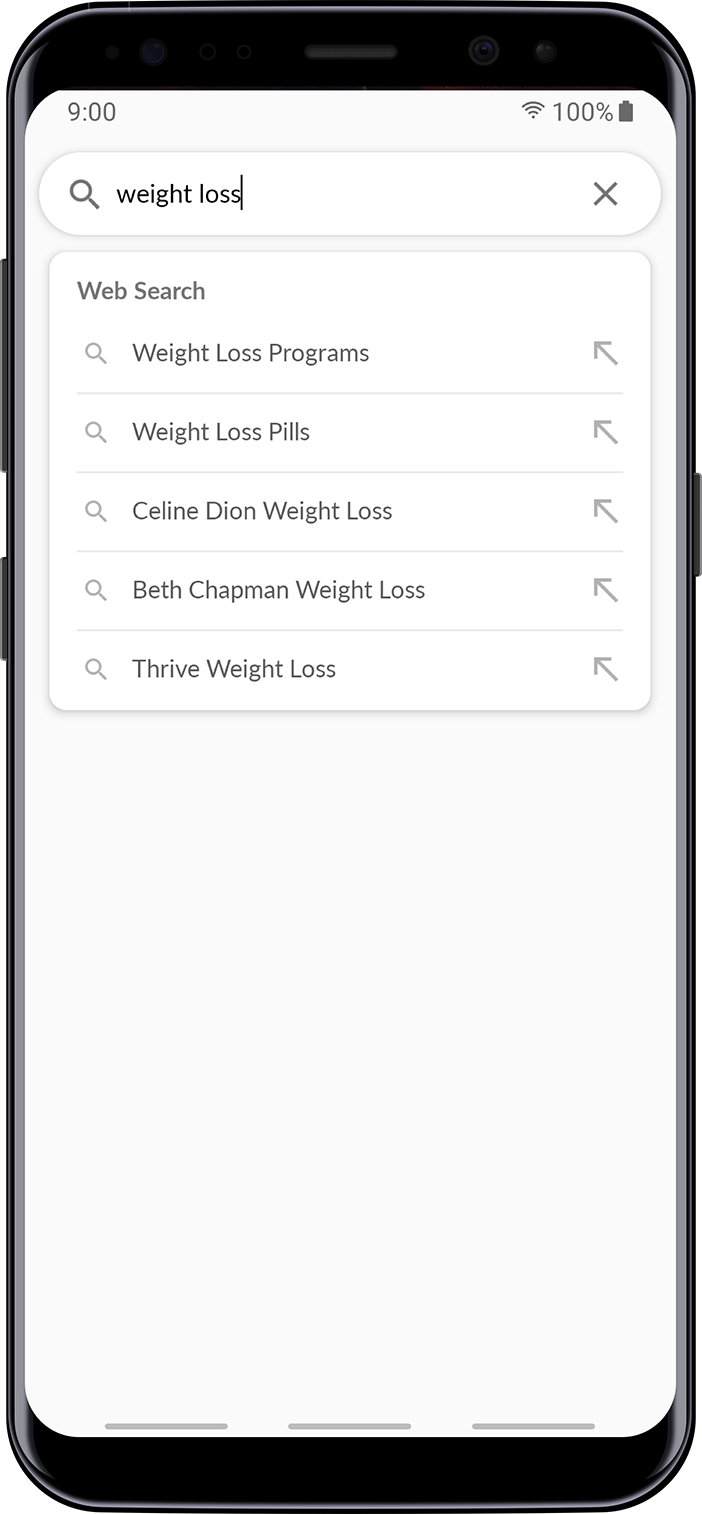 9:00 100%
weight loss
Web Search
Weight Loss Programs
Weight Loss Pills
Celine Dion Weight Loss
Beth Chapman Weight Loss
Thrive Weight Loss